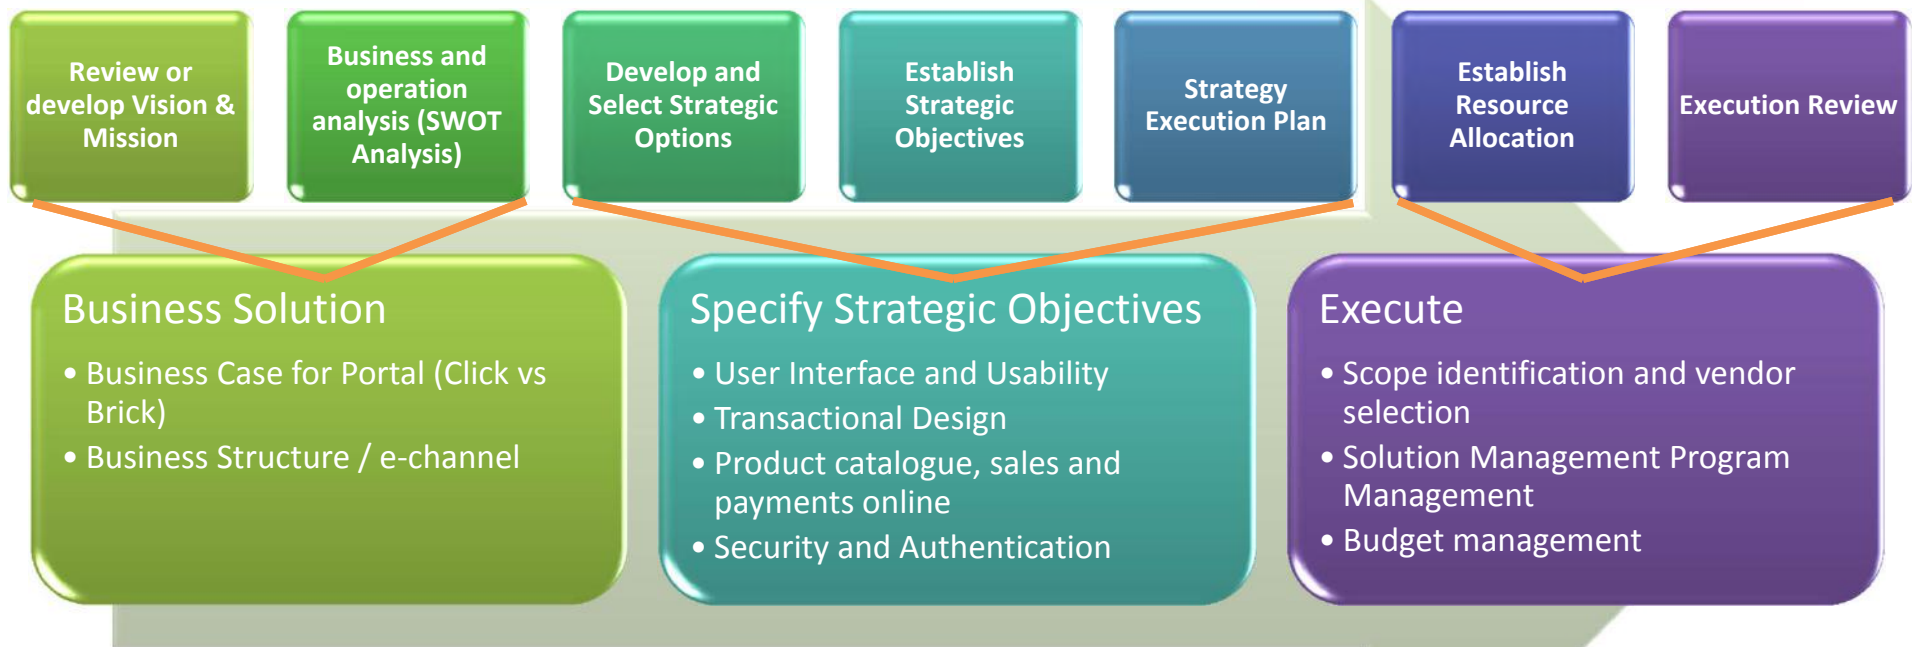 Review or
develop Vision &
Mission
Business and
operation
analysis (SWOT
Analysis)
Develop and
Select Strategic
Options
Establish
Strategic
Objectives
Strategy
Execution Plan
Establish
Resource
Allocation
Execution Review
Business Solution
• Business Case for Portal (Click vs
Brick)
• Business Structure / e-channel
Specify Strategic Objectives
• User Interface and Usability
• Transactional Design
• Product catalogue, sales and
payments online
• Security and Authentication
Execute
• Scope identification and vendor
selection
• Solution Management Program
Management
• Budget management